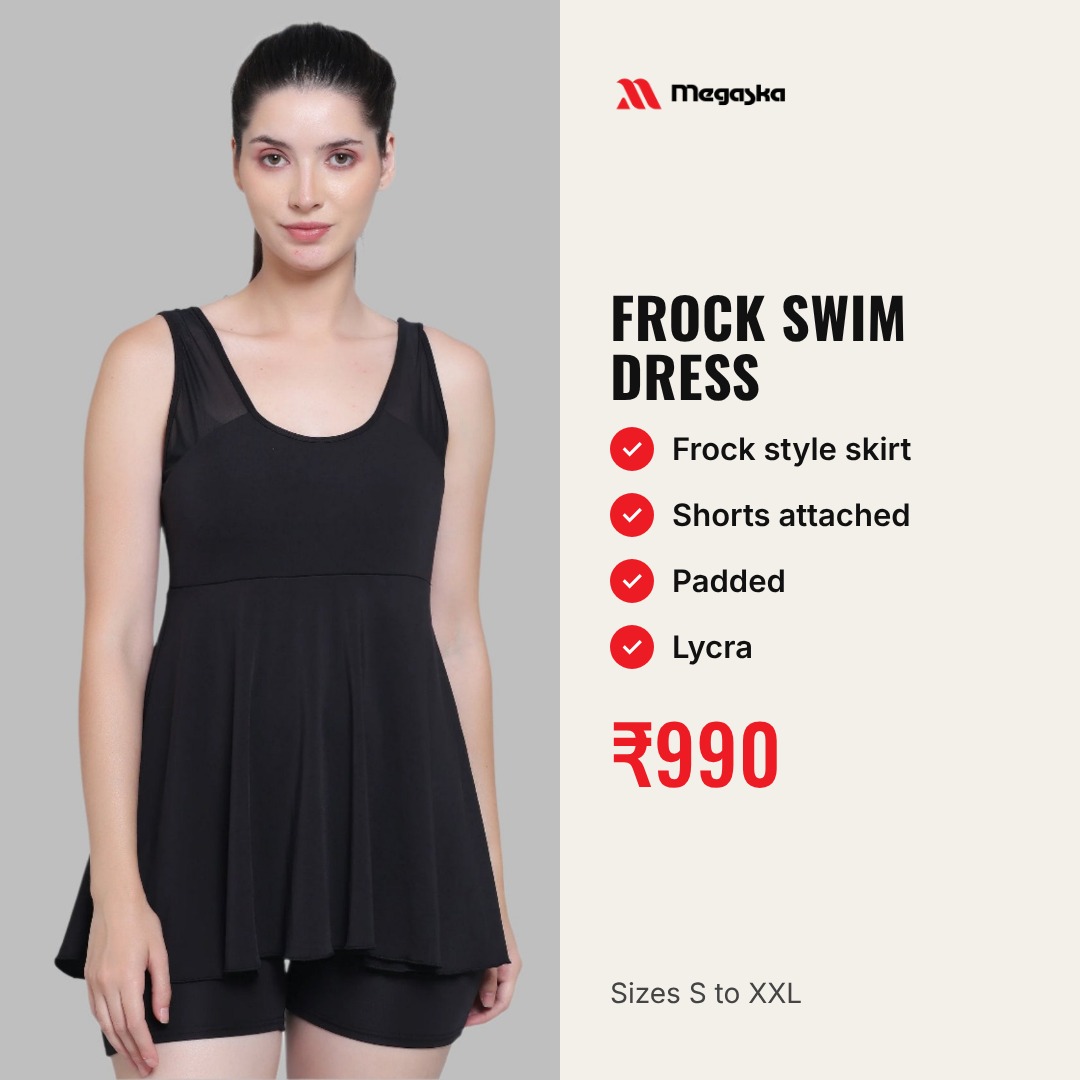 Megaska
FROCK SWIM
DRESS
Frock style skirt
Shorts attached
Padded
Lycra
₹990
Sizes S to XXL